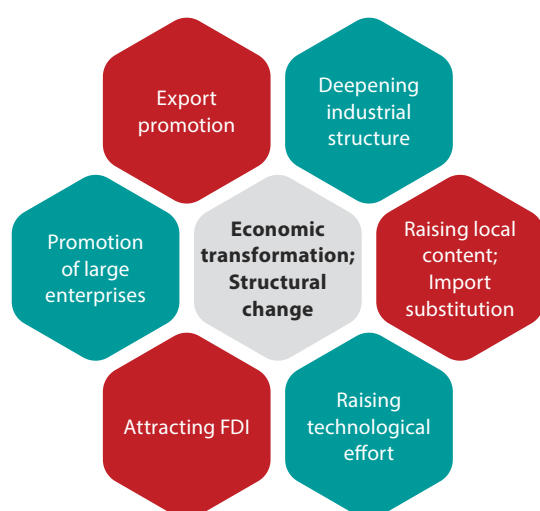 Export
promotion
Deepening
industrial
structure
Promotion
of large
enterprises
Economic
transformation;
Structural
change
Raising local
content;
Import
substitution
Attracting FDI
Raising
technological
effort